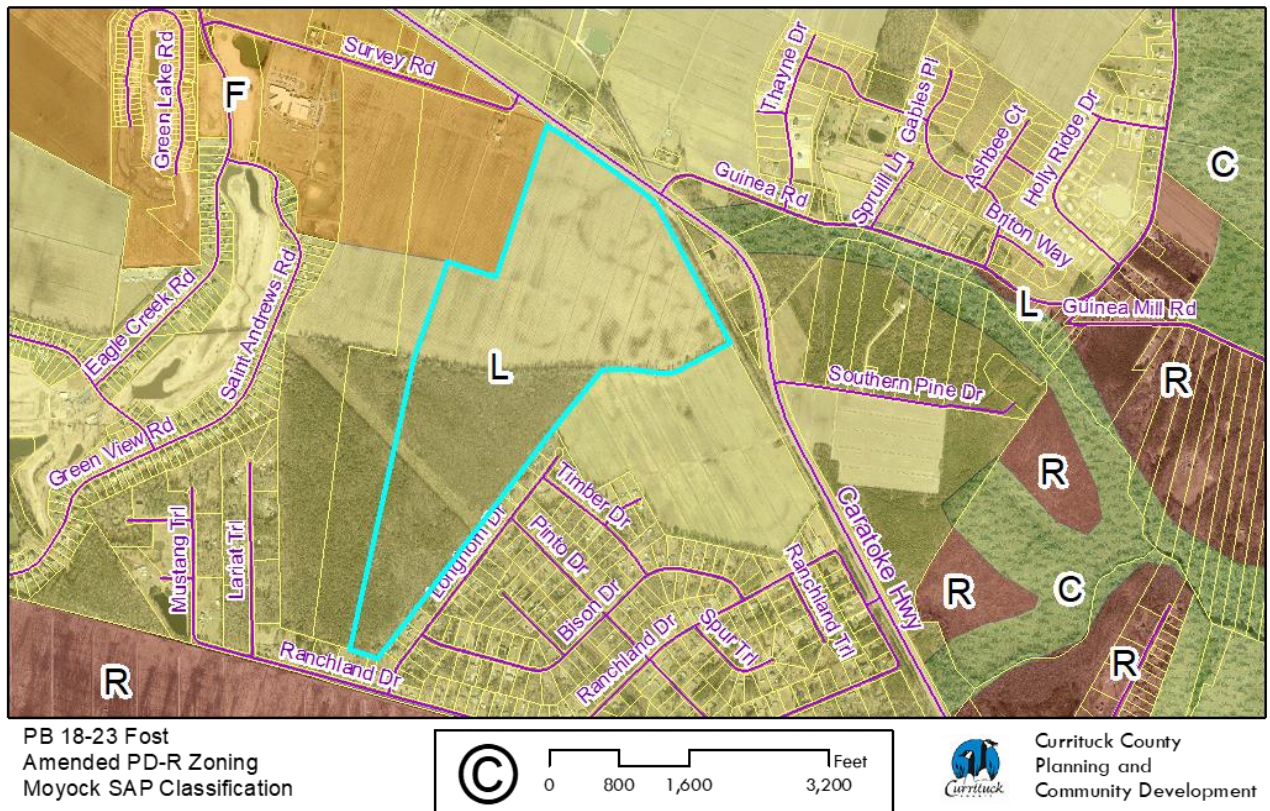 Green Lake Rd
F
Survey Rd
Thayne Dr
Gables Pl
Ashbee Ct
Holly Ridge Dr
C
Guinea Rd
Spruill Ln
Briton Way
Eagle Creek Rd
Saint Andrews Rd
L
Guinea Mill Rd
L
Southern Pine Dr
R
Green View Rd
Mustang Trl
Lariat Trl
Longhorn Dr
Timber Dr
Pinto Dr
Bison Dr
Ranchland Dr
Spur Trl
Ranchland Trl
Caratoke Hwy
R
R
C
R
Ranchland Dr
R
PB 18-23 Fost
Amended PD-R Zoning
Moyock SAP Classification
©
0 800 1,600 3,200
Feet
Currituck
COUNTY
Currituck County
Planning and
Community Development